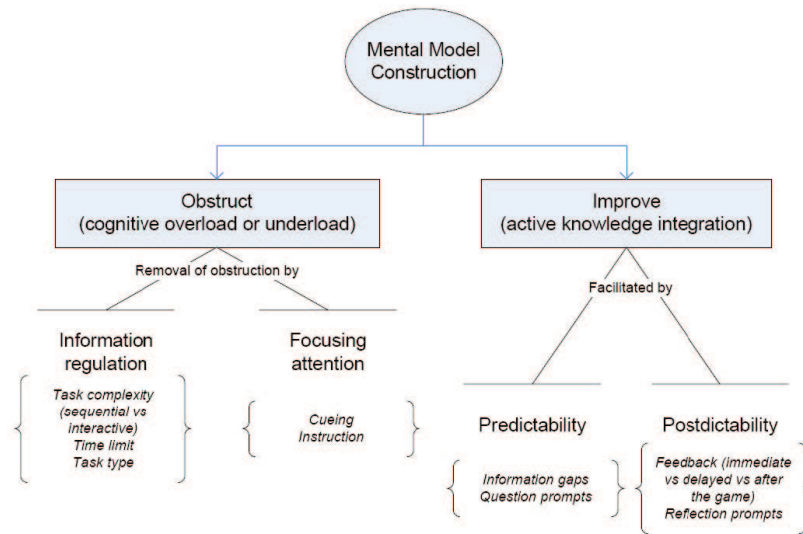 Mental Model
Construction
Obstruct
(cognitive overload or underload)
Improve
(active knowledge integration)
Removal of obstruction by
Facilitated by
Information
regulation
Task complexity
(sequential vs
interactive)
Time limit
Task type
Focusing
attention
Cueing
Instruction
Predictability
Information gaps
Question prompts
Postdictability
Feedback (immediate
vs delayed vs after
the game)
Reflection prompts